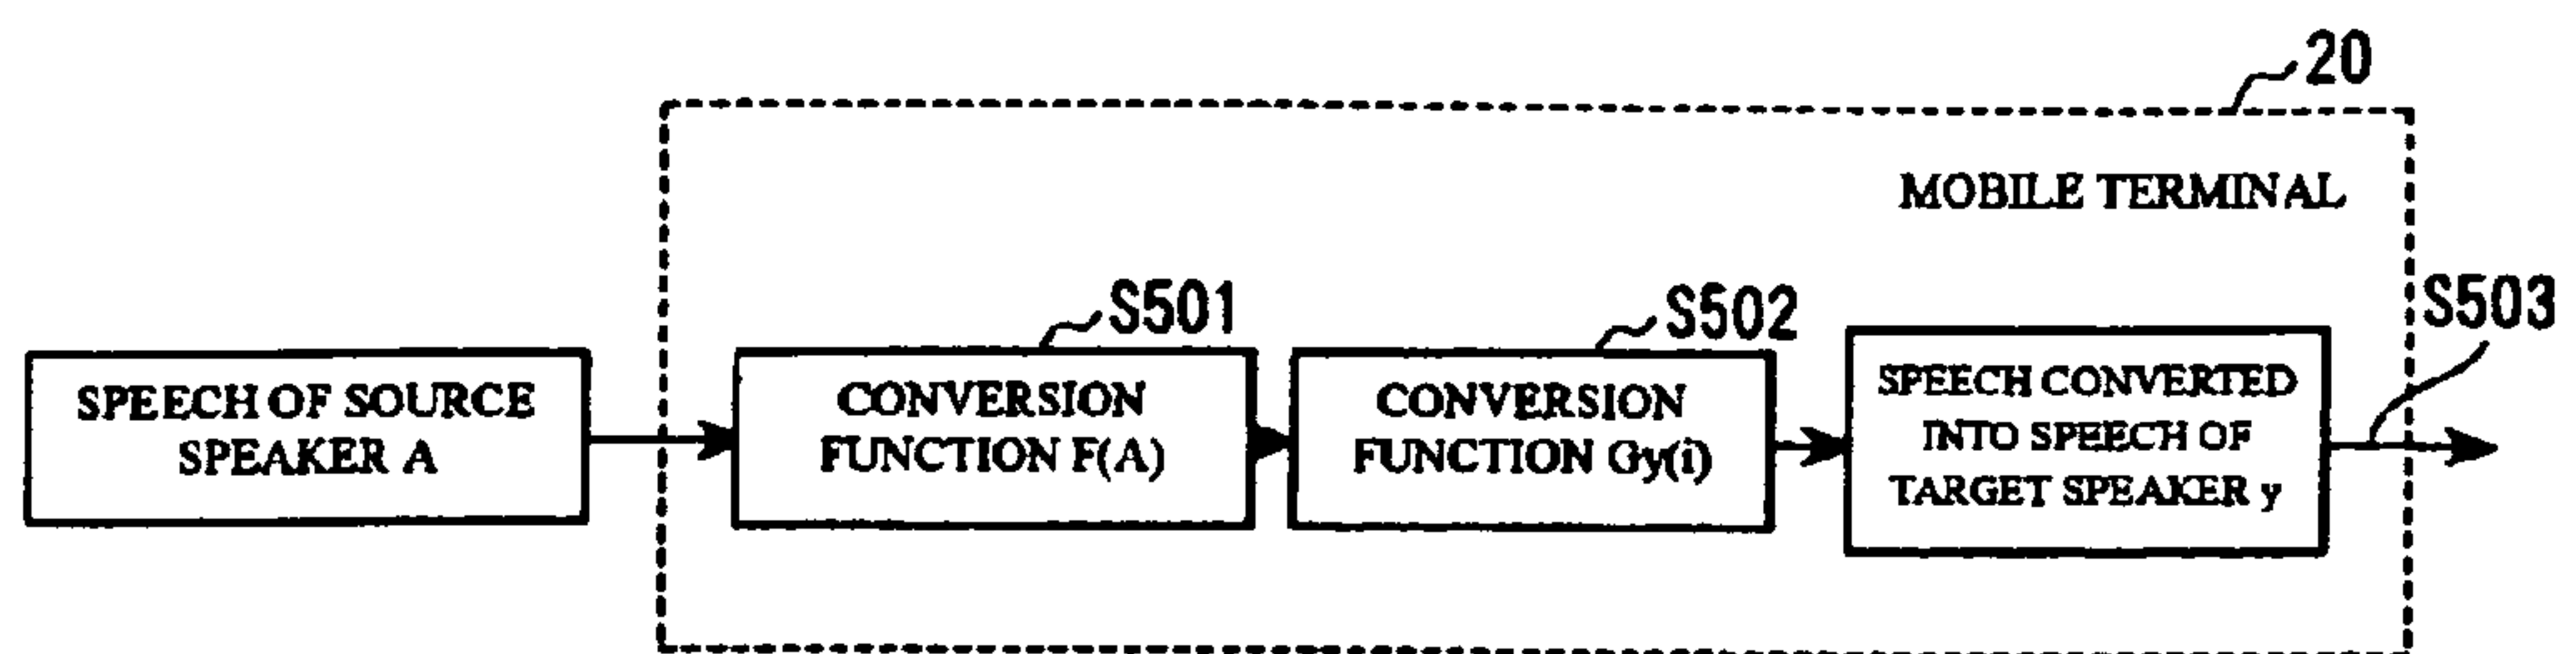 20
MOBILE TERMINAL
S501
S502
S503
SPEECH OF SOURCE
SPEAKER A
CONVERSION
FUNCTION F(A)
CONVERSION
FUNCTION Gy(i)
SPEECH CONVERTED
INTO SPEECH OF
TARGET SPEAKER y